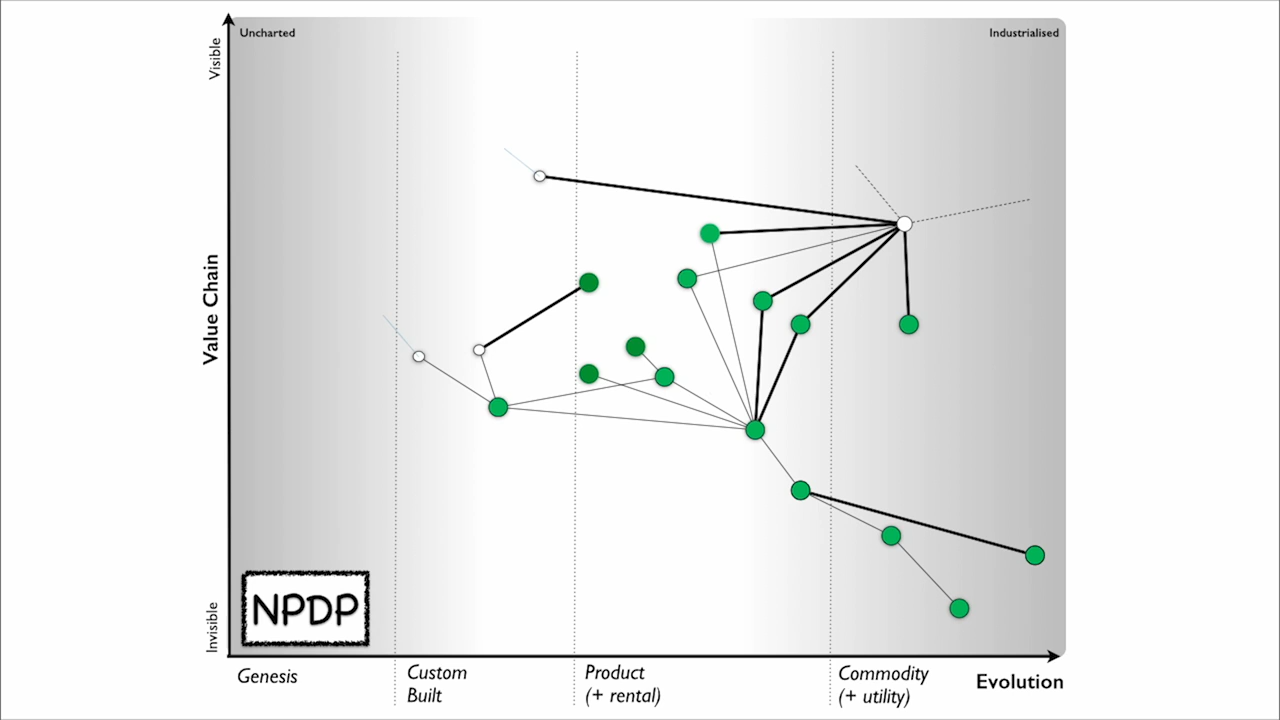 Uncharted
Industrialised
Visible
Value Chain
Invisible
NPDP
Genesis
Custom
Built
Product
(+ rental)
Commodity
(+ utility)
Evolution